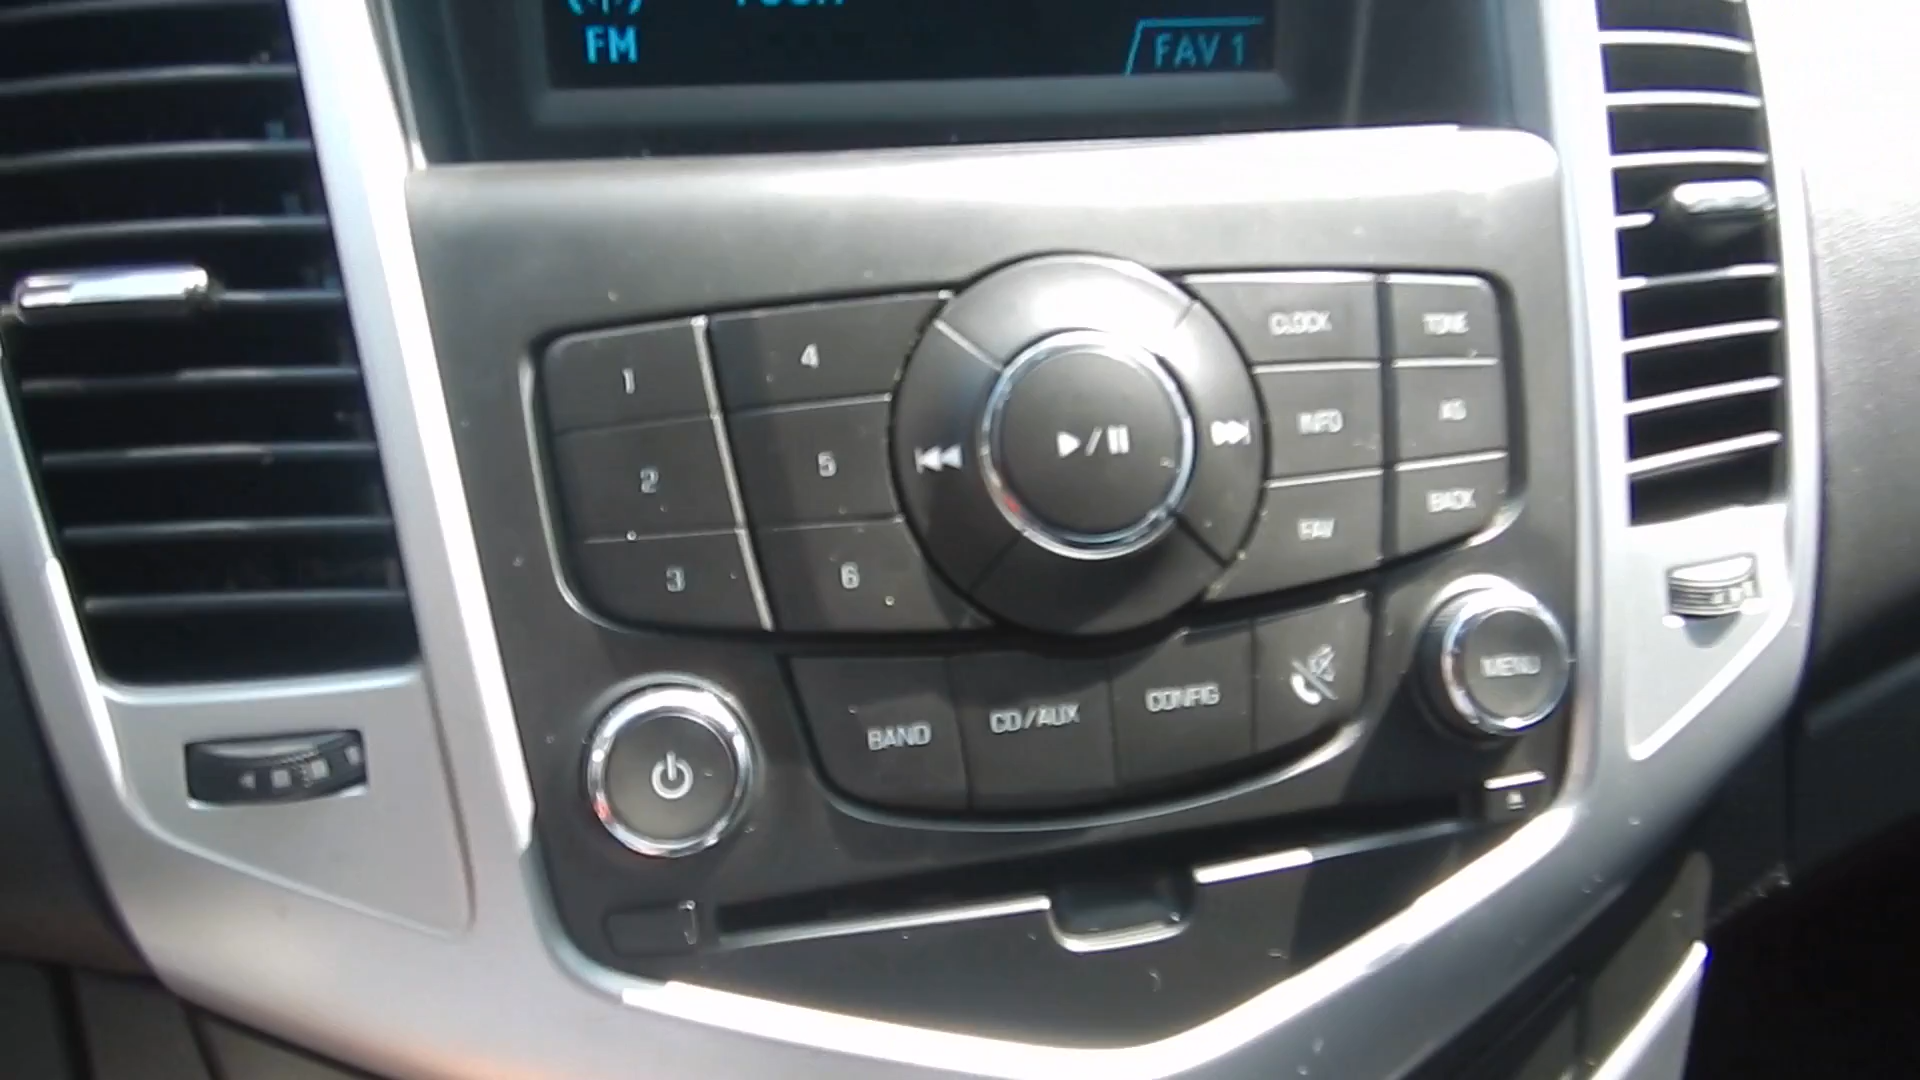 FM
FAV 1
1
4
CLOCK
TONE
2
5
INFO
AS
3
6
FAV
BACK
BAND
CD/AUX
CONFIG
MENU